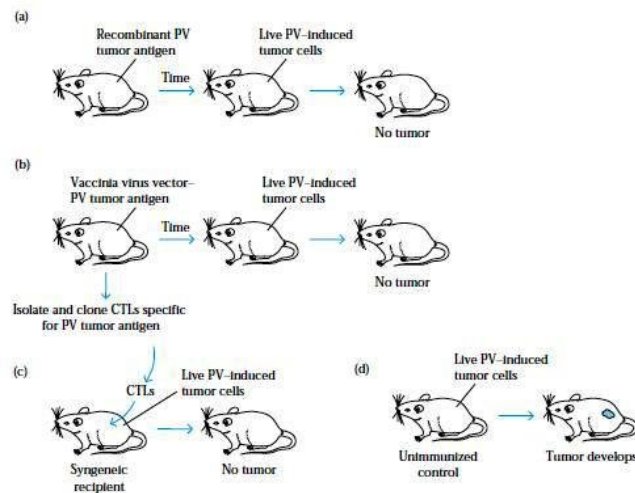 (a)
Recombinant PV
tumor antigen
Live PV–induced
tumor cells
Time
No tumor
(b)
Vaccinia virus vector–
PV tumor antigen
Live PV–induced
tumor cells
Time
No tumor
Isolate and clone CTLs specific
for PV tumor antigen
(c)
CTLs
Live PV–induced
tumor cells
Syngeneic
recipient
No tumor
(d)
Live PV–induced
tumor cells
Unimmunized
control
Tumor develops